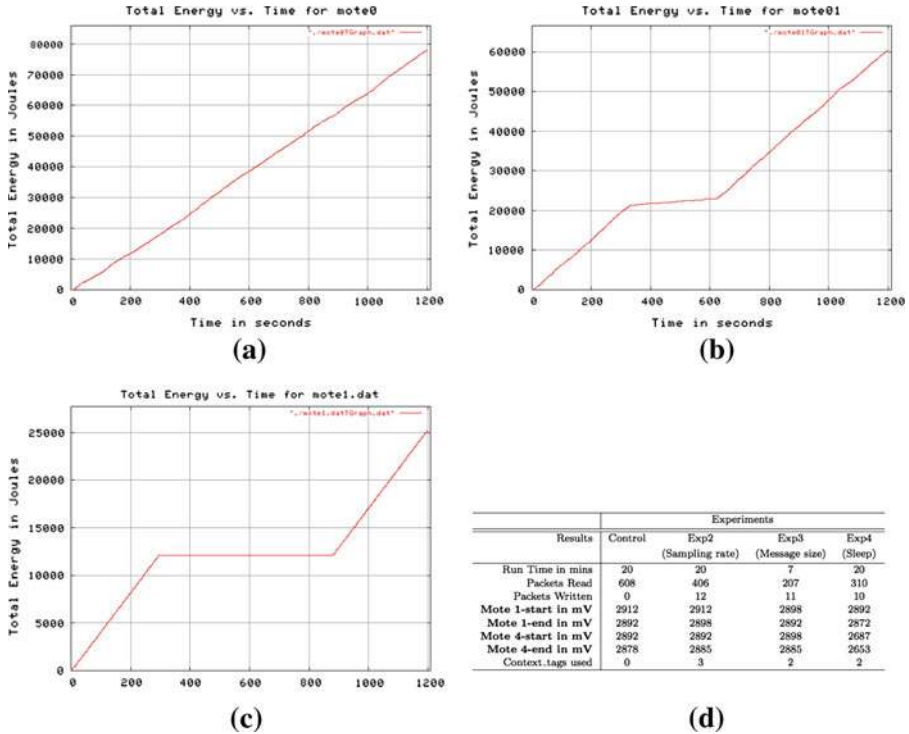 Total Energy vs. Time for mote0
"./mote0TGraph.dat"
Total Energy in Joules
80000
70000
60000
50000
40000
30000
20000
10000
0
0 200 400 600 800 1000 1200
Time in seconds
(a)
Total Energy vs. Time for mote01
"./mote01TGraph.dat"
Total Energy in Joules
60000
50000
40000
30000
20000
10000
0
0 200 400 600 800 1000 1200
Time in seconds
(b)
Total Energy vs. Time for mote1.dat
"./mote1.datTGraph.dat"
Total Energy in Joules
25000
20000
15000
10000
5000
0
0 200 400 600 800 1000 1200
(c)
Experiments
Results Control Exp2 Exp3 Exp4
(Sampling rate) (Message size) (Sleep)
Run Time in mins 20 20 7 20
Packets Read 608 406 207 310
Packets Written 0 12 11 10
Mote 1-start in mV 2912 2912 2898 2892
Mote 1-end in mV 2892 2898 2892 2872
Mote 4-start in mV 2892 2892 2898 2687
Mote 4-end in mV 2878 2885 2885 2653
Context_tags used 0 3 2 2
(d)